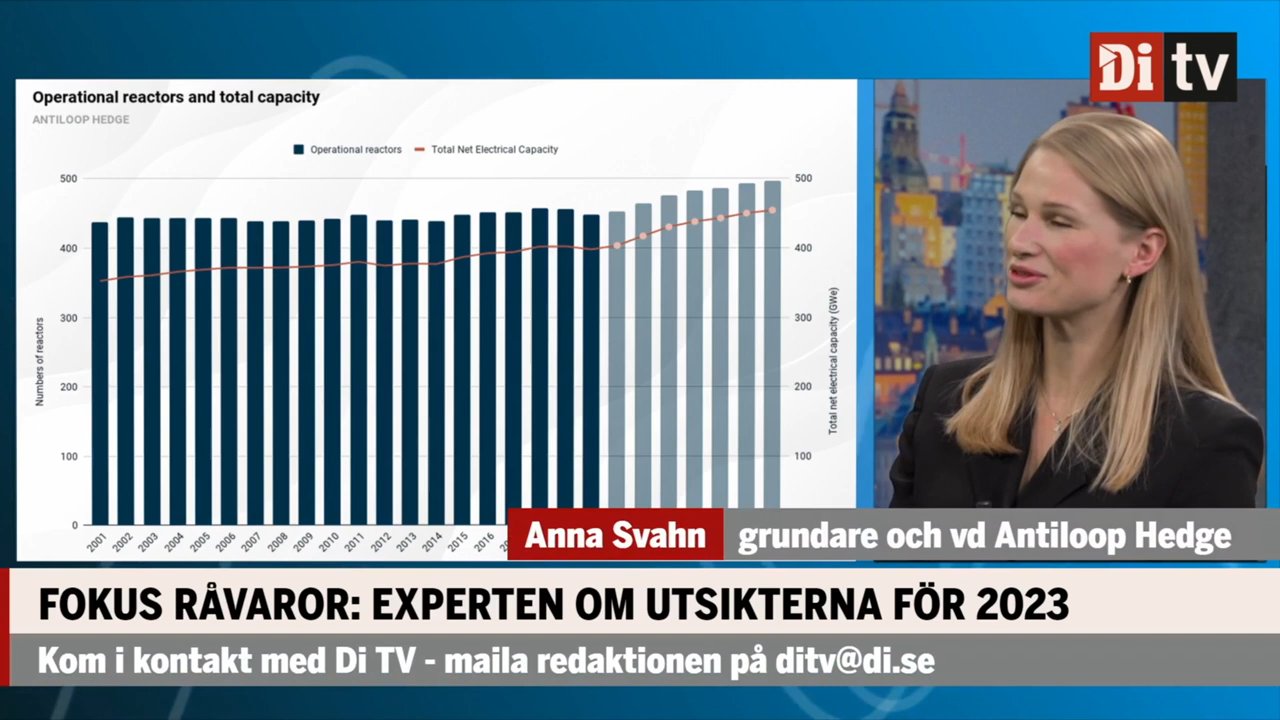 Di tv
Operational reactors and total capacity
ANTILOOP HEDGE
Operational reactors
Total Net Electrical Capacity
500
400
300
200
100
0
Numbers of reactors
500
400
300
200
100
Total net electrical capacity (GWe)
2001 2002 2003 2004 2005 2006 2007 2008 2009 2010 2011 2012 2013 2014 2015 2016
Anna Svahn grundare och vd Antiloop Hedge
FOKUS RÅVAROR: EXPERTEN OM UTSIKTERNA FÖR 2023
Kom i kontakt med Di TV - maila redaktionen på ditv@di.se